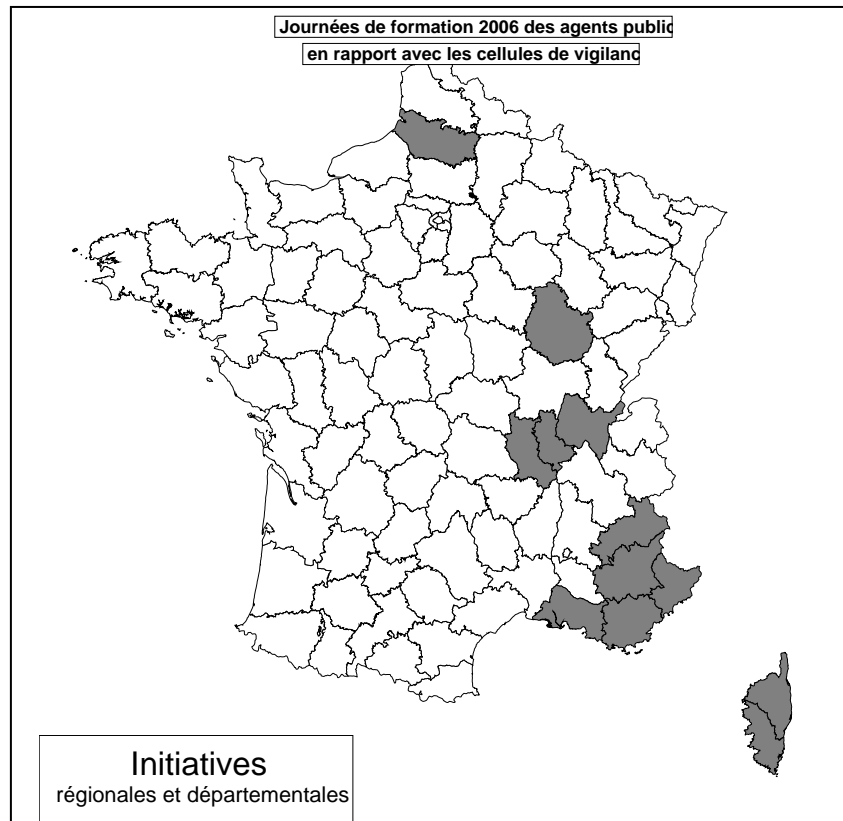 Journées de formation 2006 des agents public
en rapport avec les cellules de vigilanc
Initiatives
régionales et départementales